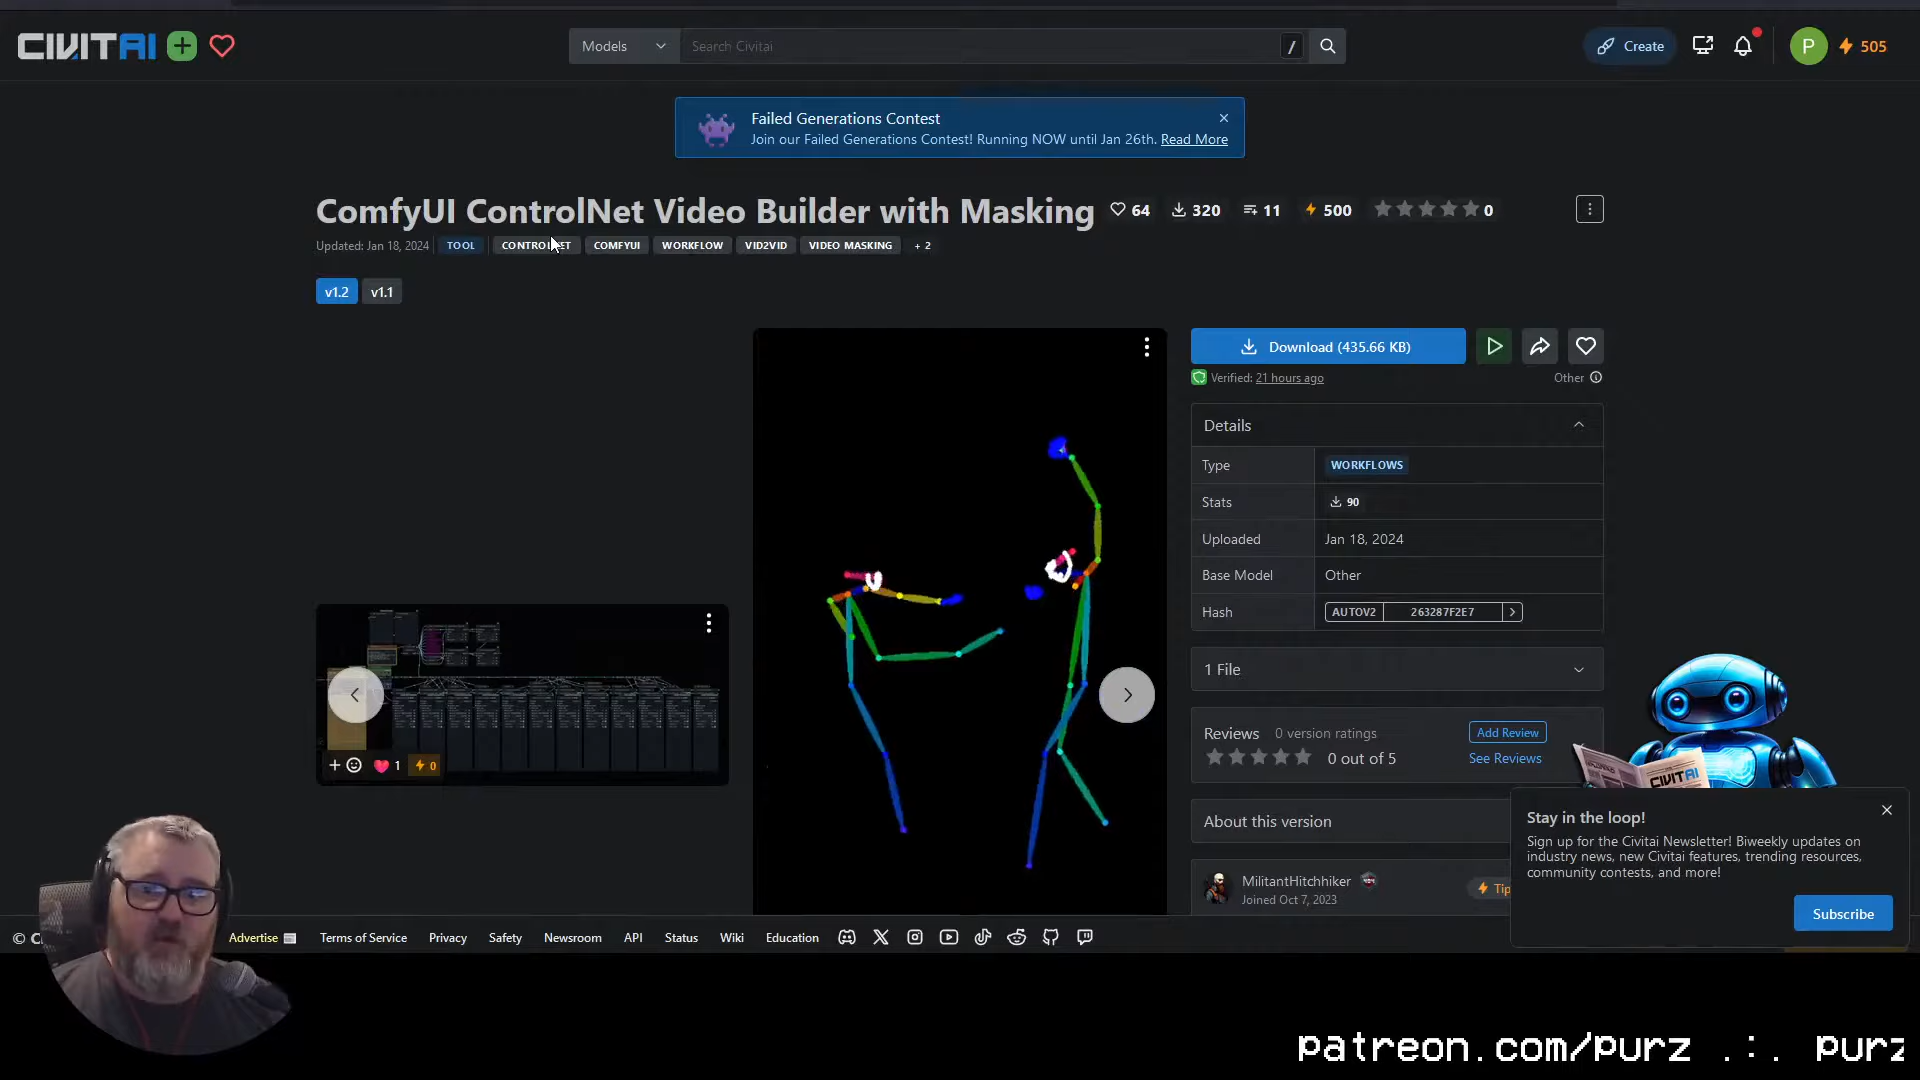 CIVITAI
Models
Search Civitai
/
Create
P
505
Failed Generations Contest
Join our Failed Generations Contest! Running NOW until Jan 26th. Read More
ComfyUI ControlNet Video Builder with Masking
64
320
11
500
0
Updated: Jan 18, 2024
TOOL
CONTROLNET
COMFYUI
WORKFLOW
VID2VID
VIDEO MASKING
+ 2
v1.2
v1.1
Download (435.66 KB)
Verified: 21 hours ago
Other
Details
Type
WORKFLOWS
Stats
90
Uploaded
Jan 18, 2024
Base Model
Other
Hash
AUTOV2
263287F2E7
1 File
Reviews
0 version ratings
Add Review
0 out of 5
See Reviews
1
0
About this version
MilitantHitchhiker
Joined Oct 7, 2023
Tip
CIVITAI
Stay in the loop!
Sign up for the Civitai Newsletter! Biweekly updates on
industry news, new Civitai features, trending resources,
community contests, and more!
Subscribe
© C
Advertise
Terms of Service
Privacy
Safety
Newsroom
API
Status
Wiki
Education
patreon.com/purz .:. purz